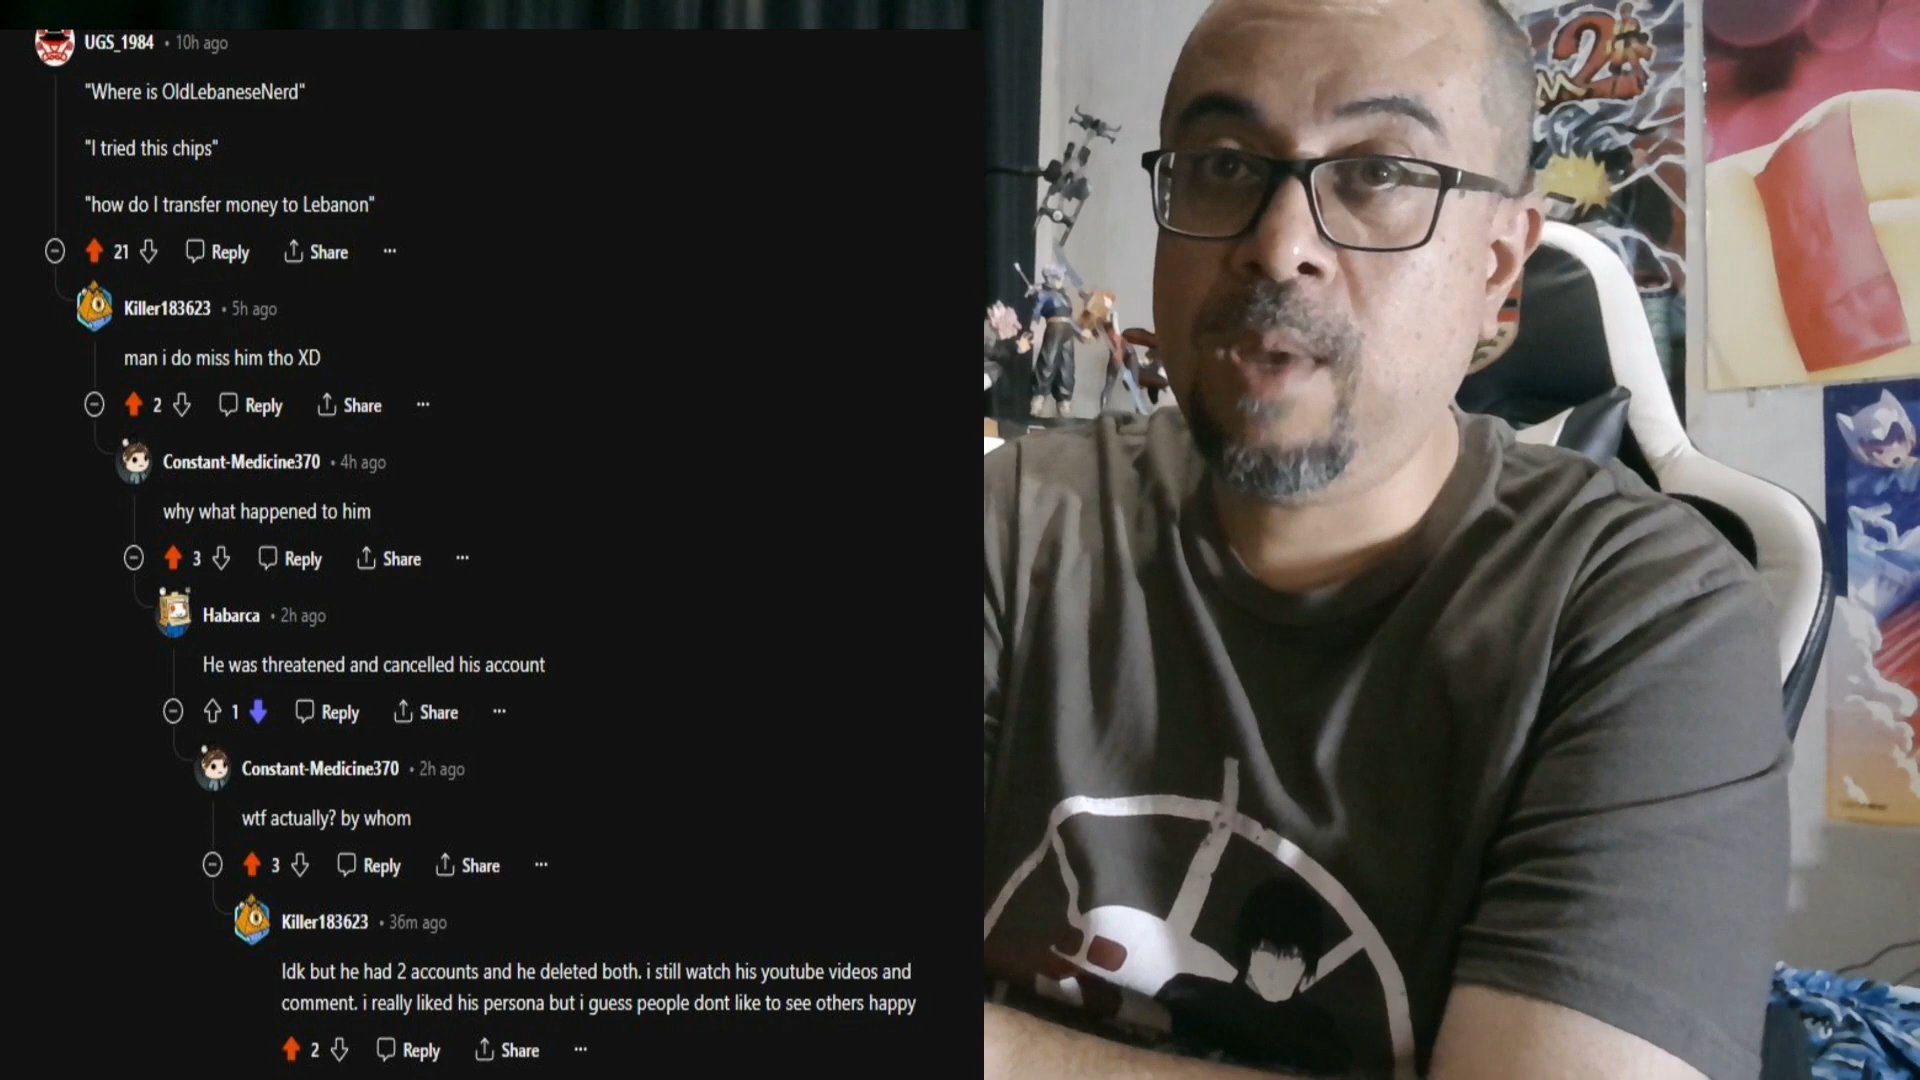 UGS_1984 • 10h ago
"Where is OldLebaneseNerd"
"I tried this chips"
"how do I transfer money to Lebanon"
21 Reply Share ...
Killer183623 • 5h ago
man i do miss him tho XD
2 Reply Share ...
Constant-Medicine370 • 4h ago
why what happened to him
3 Reply Share ...
Habarca • 2h ago
He was threatened and cancelled his account
1 Reply Share ...
Constant-Medicine370 • 2h ago
wtf actually? by whom
3 Reply Share ...
Killer183623 • 36m ago
Idk but he had 2 accounts and he deleted both. i still watch his youtube videos and
comment. i really liked his persona but i guess people dont like to see others happy
2 Reply Share ...
2